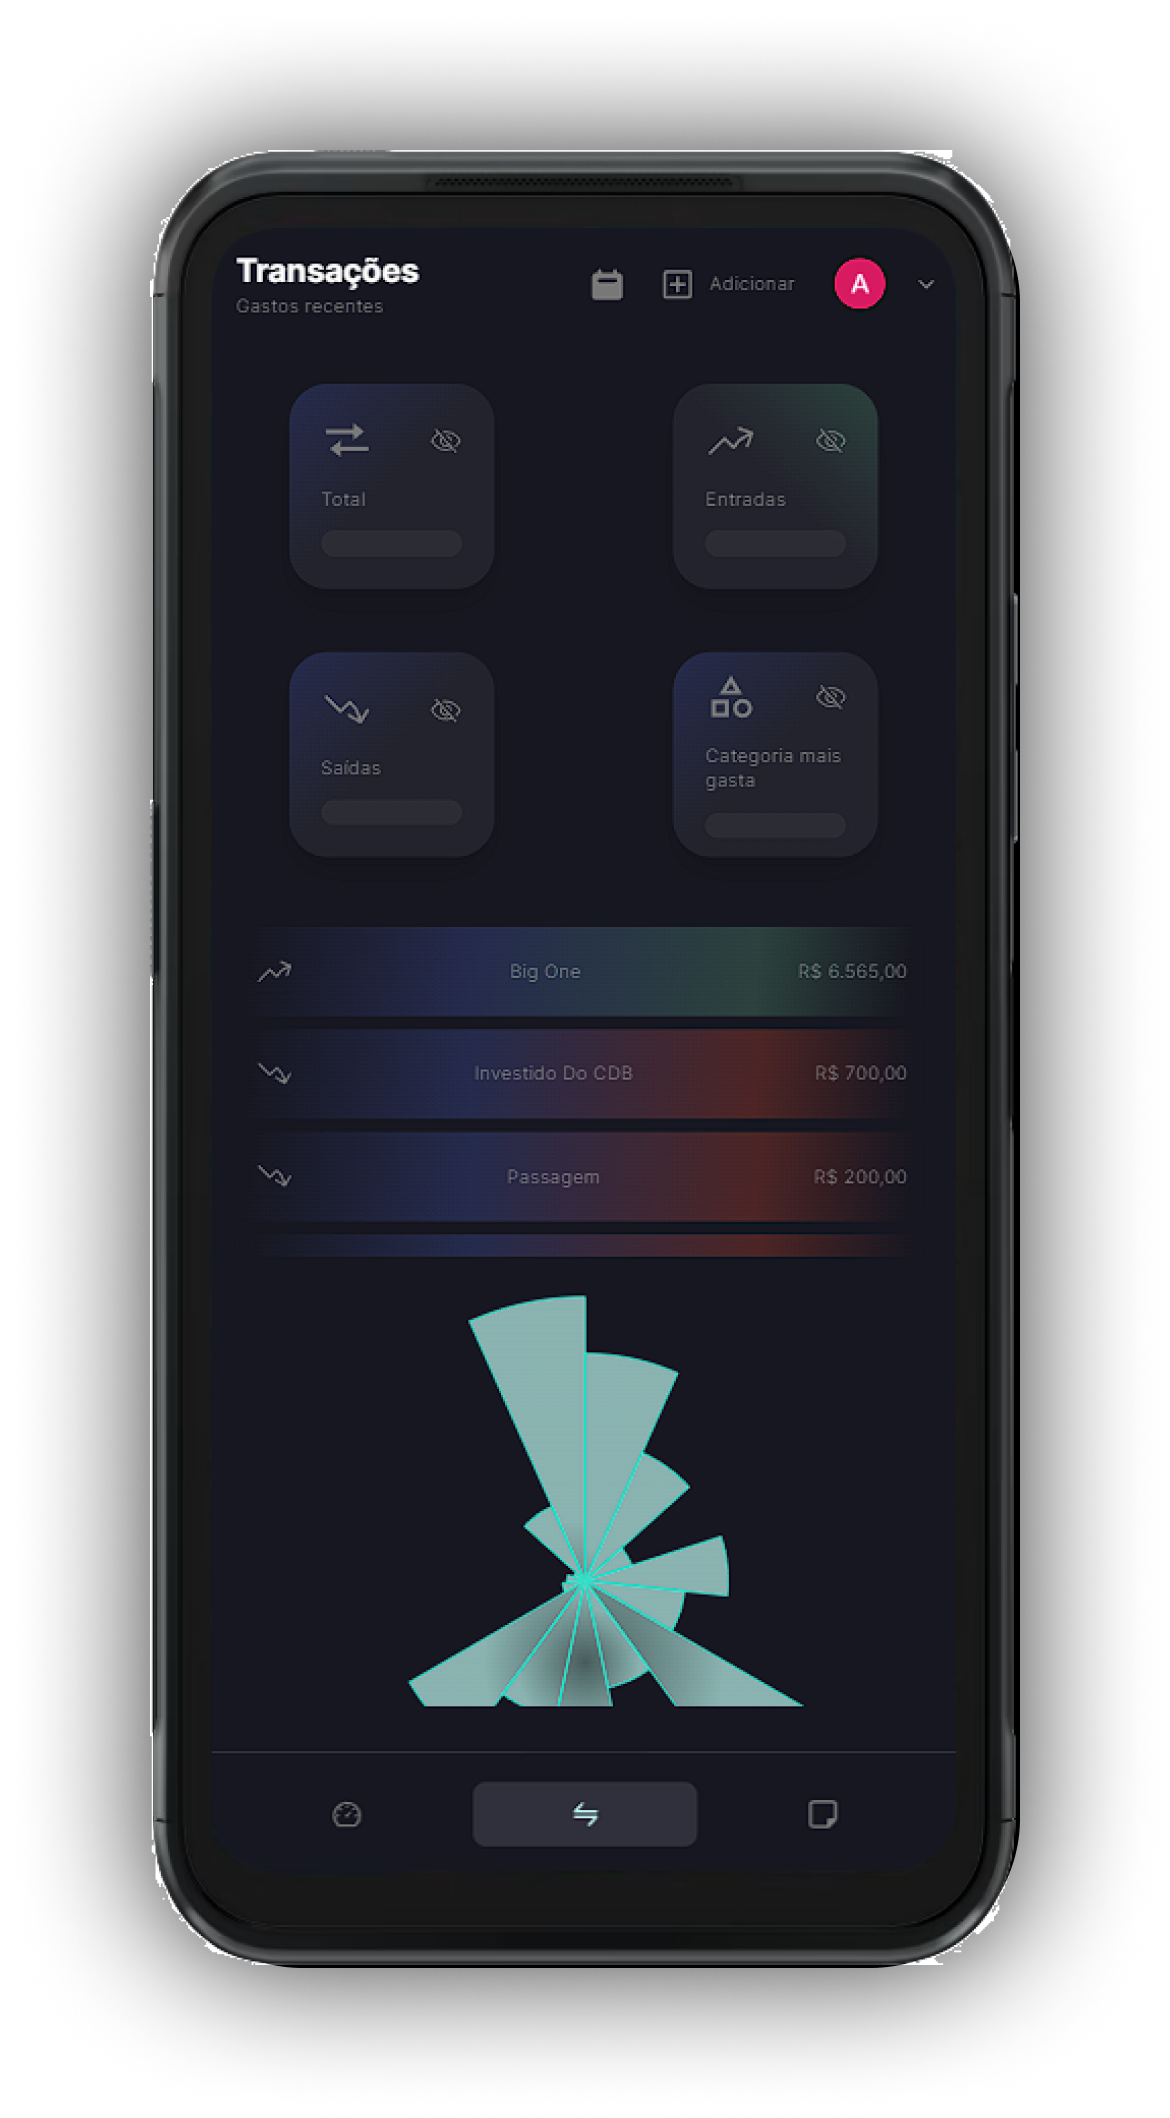 Transações
Gastos recentes
Adicionar
A
Total
Entradas
Saídas
Categoria mais
gasta
Big One
R$ 6.565,00
Investido Do CDB
R$ 700,00
Passagem
R$ 200,00